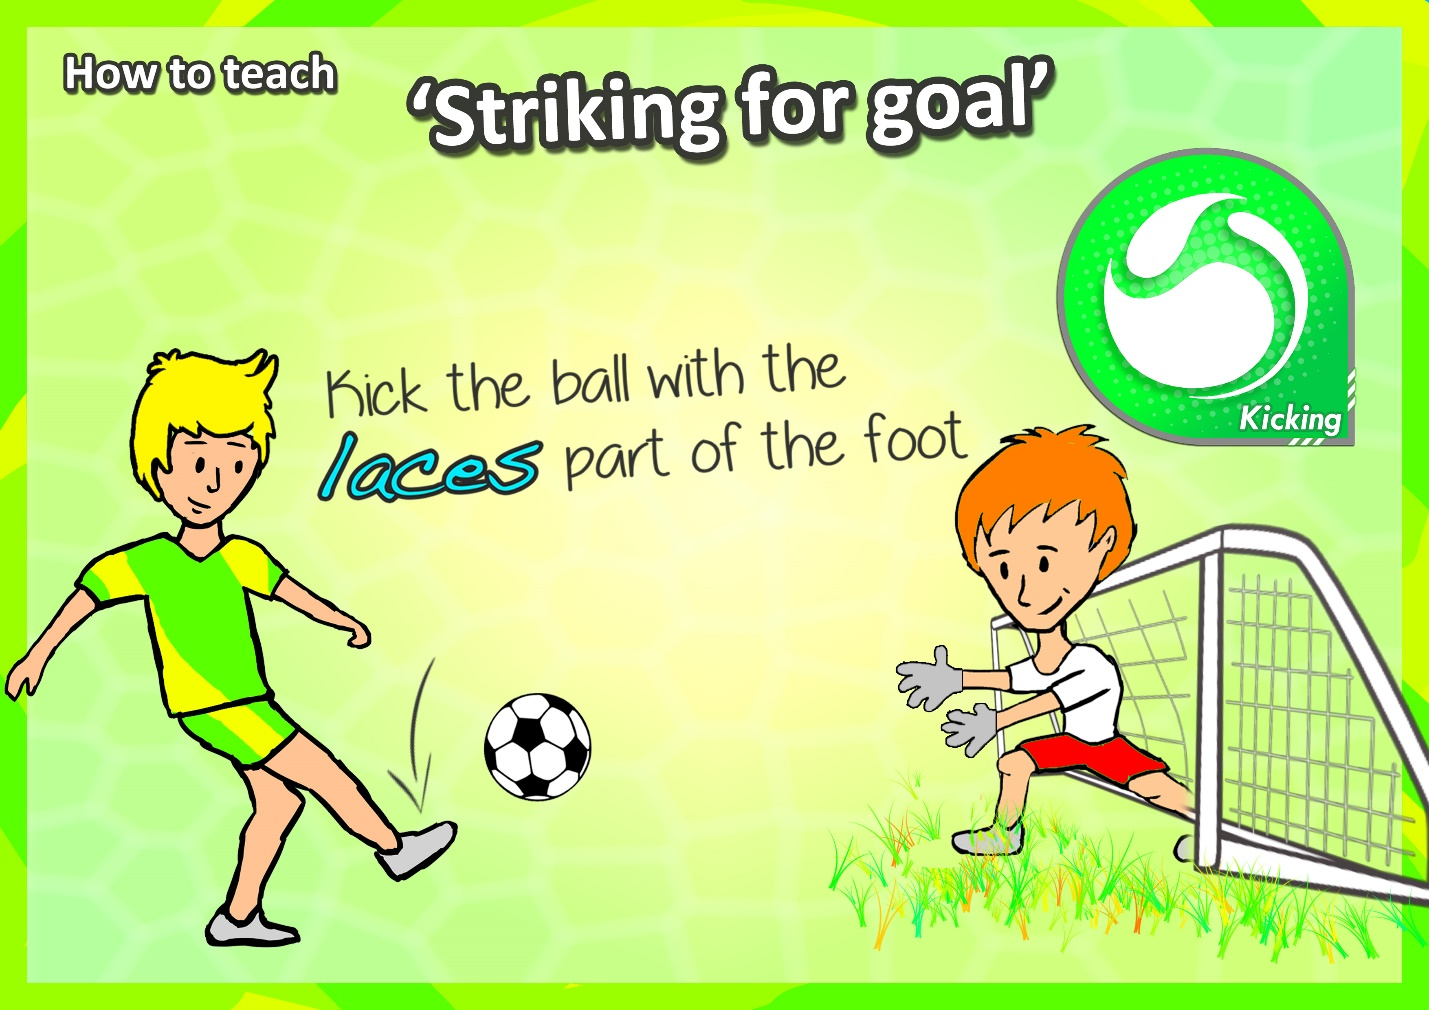 How to teach
‘Striking for goal’
Kicking
Kick the ball with the
laces part of the foot